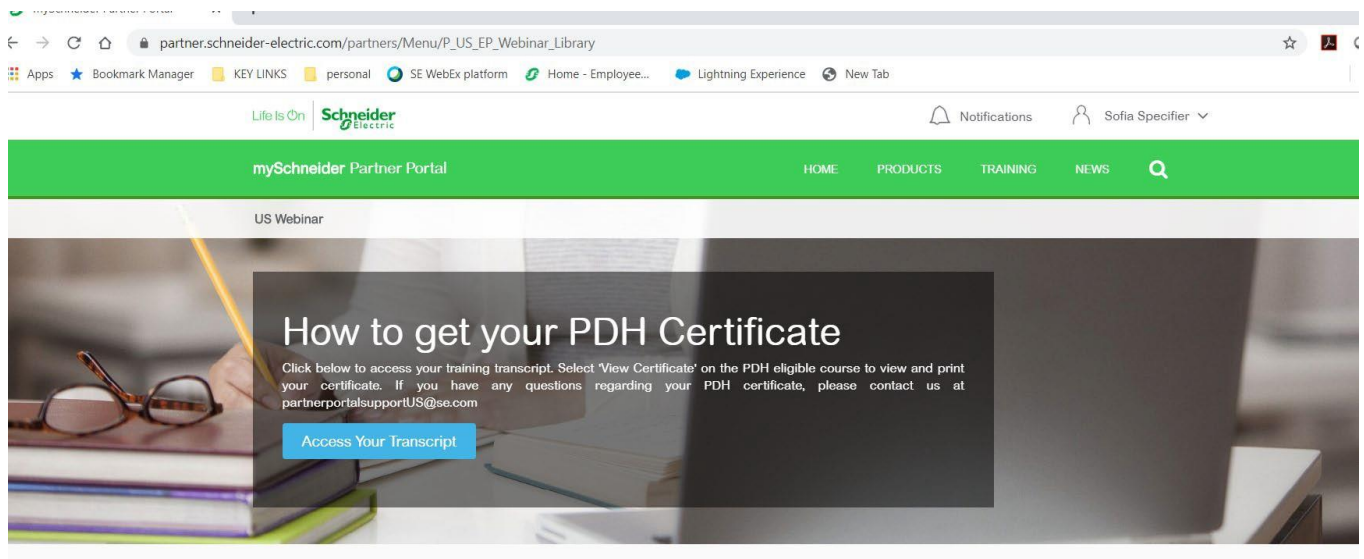 partner.schneider-electric.com/partners/Menu/P_US_EP_Webinar_Library
Apps Bookmark Manager KEY LINKS personal SE WebEx platform Home - Employee... Lightning Experience New Tab
Life Is On Schneider Electric Notifications Sofia Specifier
mySchneider Partner Portal HOME PRODUCTS TRAINING NEWS
US Webinar
How to get your PDH Certificate
Click below to access your training transcript. Select 'View Certificate' on the PDH eligible course to view and print
your certificate. If you have any questions regarding your PDH certificate, please contact us at
partnerportalsupportUS@se.com
Access Your Transcript